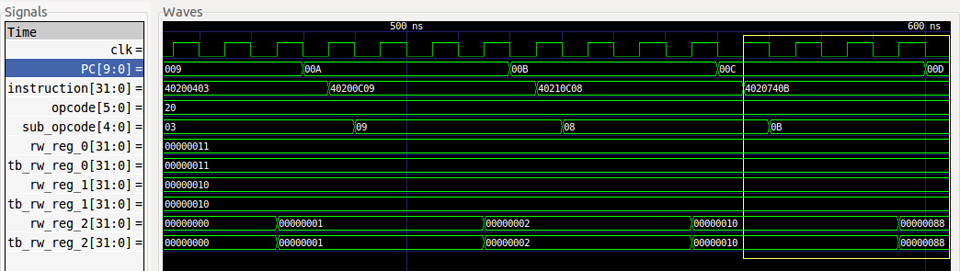 Signals Waves
Time 500 ns 600 ns
clk =
PC[9:0] = 009 00A 00B 00C 00D
instruction[31:0] = 40200403 40200C09 40210C08 4020740B
opcode[5:0] = 20
sub_opcode[4:0] = 03 09 08 0B
rw_reg_0[31:0] = 00000011
tb_rw_reg_0[31:0] = 00000011
rw_reg_1[31:0] = 00000010
tb_rw_reg_1[31:0] = 00000010
rw_reg_2[31:0] = 00000000 00000001 00000002 00000010 00000088
tb_rw_reg_2[31:0] = 00000000 00000001 00000002 00000010 00000088